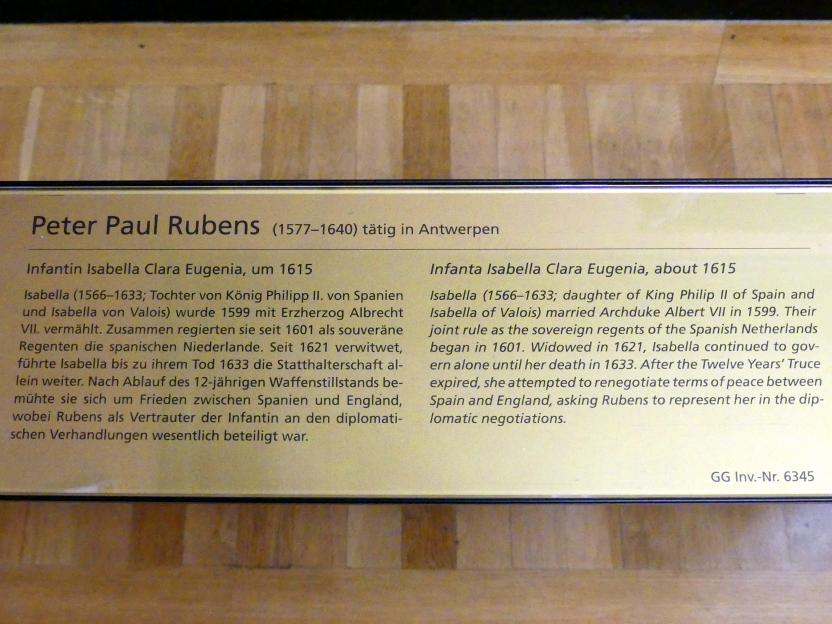 Peter Paul Rubens (1577–1640) tätig in Antwerpen
Infantin Isabella Clara Eugenia, um 1615
Isabella (1566–1633; Tochter von König Philipp II. von Spanien
und Isabella von Valois) wurde 1599 mit Erzherzog Albrecht
VII. vermählt. Zusammen regierten sie seit 1601 als souveräne
Regenten die spanischen Niederlande. Seit 1621 verwitwet,
führte Isabella bis zu ihrem Tod 1633 die Statthalterschaft al-
lein weiter. Nach Ablauf des 12-jährigen Waffenstillstands be-
mühte sie sich um Frieden zwischen Spanien und England,
wobei Rubens als Vertrauter der Infantin an den diplomati-
schen Verhandlungen wesentlich beteiligt war.
Infanta Isabella Clara Eugenia, about 1615
Isabella (1566–1633; daughter of King Philip II of Spain and
Isabella of Valois) married Archduke Albert VII in 1599. Their
joint rule as the sovereign regents of the Spanish Netherlands
began in 1601. Widowed in 1621, Isabella continued to gov-
ern alone until her death in 1633. After the Twelve Years' Truce
expired, she attempted to renegotiate terms of peace between
Spain and England, asking Rubens to represent her in the dip-
lomatic negotiations.
GG Inv.-Nr. 6345